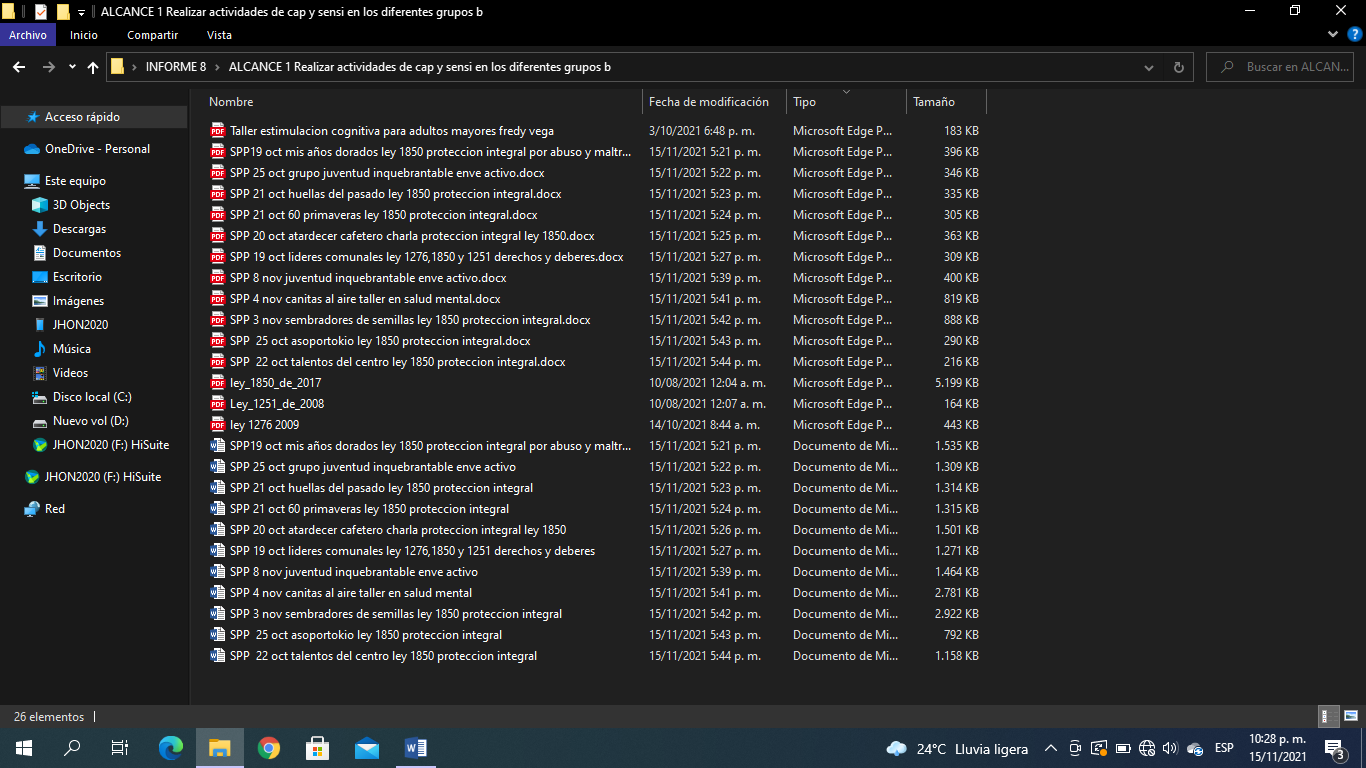 ALCANCE 1 Realizar actividades de cap y sensi en los diferentes grupos b
Archivo Inicio Compartir Vista
INFORME 8 › ALCANCE 1 Realizar actividades de cap y sensi en los diferentes grupos b
Buscar en ALCAN...
Acceso rápido
OneDrive - Personal
Este equipo
3D Objects
Descargas
Documentos
Escritorio
Imágenes
JHON2020
Música
Videos
Disco local (C:)
Nuevo vol (D:)
JHON2020 (F:) HiSuite
JHON2020 (F:) HiSuite
Red
Nombre Fecha de modificación Tipo Tamaño
Taller estimulacion cognitiva para adultos mayores fredy vega 3/10/2021 6:48 p. m. Microsoft Edge P... 183 KB
SPP19 oct mis años dorados ley 1850 proteccion integral por abuso y maltr... 15/11/2021 5:21 p. m. Microsoft Edge P... 396 KB
SPP 25 oct grupo juventud inquebrantable enve activo.docx 15/11/2021 5:22 p. m. Microsoft Edge P... 346 KB
SPP 21 oct huellas del pasado ley 1850 proteccion integral.docx 15/11/2021 5:23 p. m. Microsoft Edge P... 335 KB
SPP 21 oct 60 primaveras ley 1850 proteccion integral.docx 15/11/2021 5:24 p. m. Microsoft Edge P... 305 KB
SPP 20 oct atardecer cafetero charla proteccion integral ley 1850.docx 15/11/2021 5:25 p. m. Microsoft Edge P... 363 KB
SPP 19 oct lideres comunales ley 1276,1850 y 1251 derechos y deberes.docx 15/11/2021 5:27 p. m. Microsoft Edge P... 309 KB
SPP 8 nov juventud inquebrantable enve activo.docx 15/11/2021 5:39 p. m. Microsoft Edge P... 400 KB
SPP 4 nov canitas al aire taller en salud mental.docx 15/11/2021 5:41 p. m. Microsoft Edge P... 819 KB
SPP 3 nov sembradores de semillas ley 1850 proteccion integral.docx 15/11/2021 5:42 p. m. Microsoft Edge P... 888 KB
SPP  25 oct asoportokio ley 1850 proteccion integral.docx 15/11/2021 5:43 p. m. Microsoft Edge P... 290 KB
SPP  22 oct talentos del centro ley 1850 proteccion integral.docx 15/11/2021 5:44 p. m. Microsoft Edge P... 216 KB
ley_1850_de_2017 10/08/2021 12:04 a. m. Microsoft Edge P... 5.199 KB
Ley_1251_de_2008 10/08/2021 12:07 a. m. Microsoft Edge P... 164 KB
ley 1276 2009 14/10/2021 8:44 a. m. Microsoft Edge P... 443 KB
SPP19 oct mis años dorados ley 1850 proteccion integral por abuso y maltr... 15/11/2021 5:21 p. m. Documento de Mi... 1.535 KB
SPP 25 oct grupo juventud inquebrantable enve activo 15/11/2021 5:22 p. m. Documento de Mi... 1.309 KB
SPP 21 oct huellas del pasado ley 1850 proteccion integral 15/11/2021 5:23 p. m. Documento de Mi... 1.314 KB
SPP 21 oct 60 primaveras ley 1850 proteccion integral 15/11/2021 5:24 p. m. Documento de Mi... 1.315 KB
SPP 20 oct atardecer cafetero charla proteccion integral ley 1850 15/11/2021 5:26 p. m. Documento de Mi... 1.501 KB
SPP 19 oct lideres comunales ley 1276,1850 y 1251 derechos y deberes 15/11/2021 5:27 p. m. Documento de Mi... 1.271 KB
SPP 8 nov juventud inquebrantable enve activo 15/11/2021 5:39 p. m. Documento de Mi... 1.464 KB
SPP 4 nov canitas al aire taller en salud mental 15/11/2021 5:41 p. m. Documento de Mi... 2.781 KB
SPP 3 nov sembradores de semillas ley 1850 proteccion integral 15/11/2021 5:42 p. m. Documento de Mi... 2.922 KB
SPP  25 oct asoportokio ley 1850 proteccion integral 15/11/2021 5:43 p. m. Documento de Mi... 792 KB
SPP  22 oct talentos del centro ley 1850 proteccion integral 15/11/2021 5:44 p. m. Documento de Mi... 1.158 KB
26 elementos
24°C Lluvia ligera ESP 10:28 p. m.
15/11/2021
3